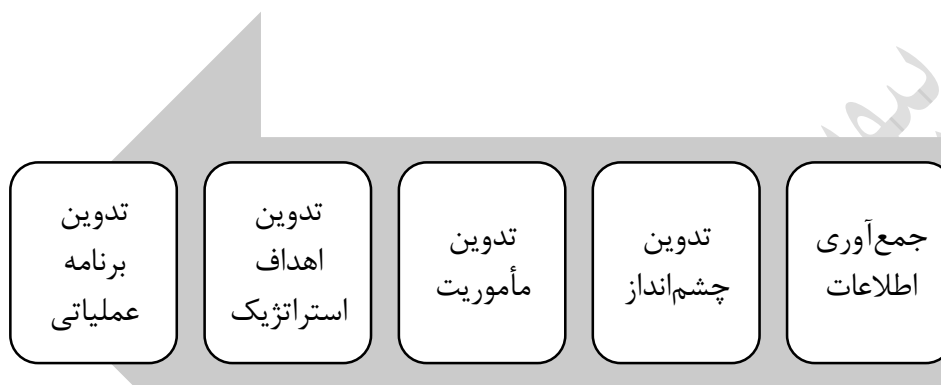 جمع‌آوری
اطلاعات
تدوین
چشم‌انداز
تدوین
مأموریت
تدوین
اهداف
استراتژیک
تدوین
برنامه
عملیاتی